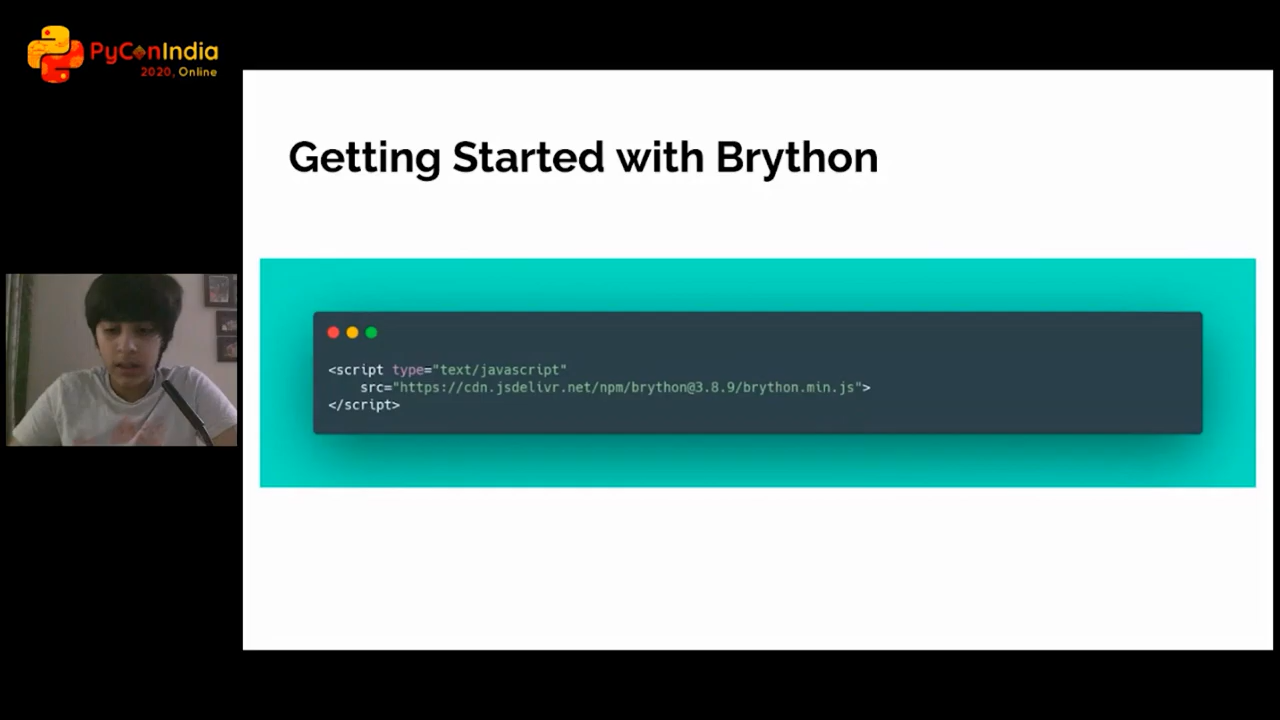 PyConIndia
2020, Online
Getting Started with Brython
<script type="text/javascript"
src="https://cdn.jsdelivr.net/npm/brython@3.8.9/brython.min.js">
</script>